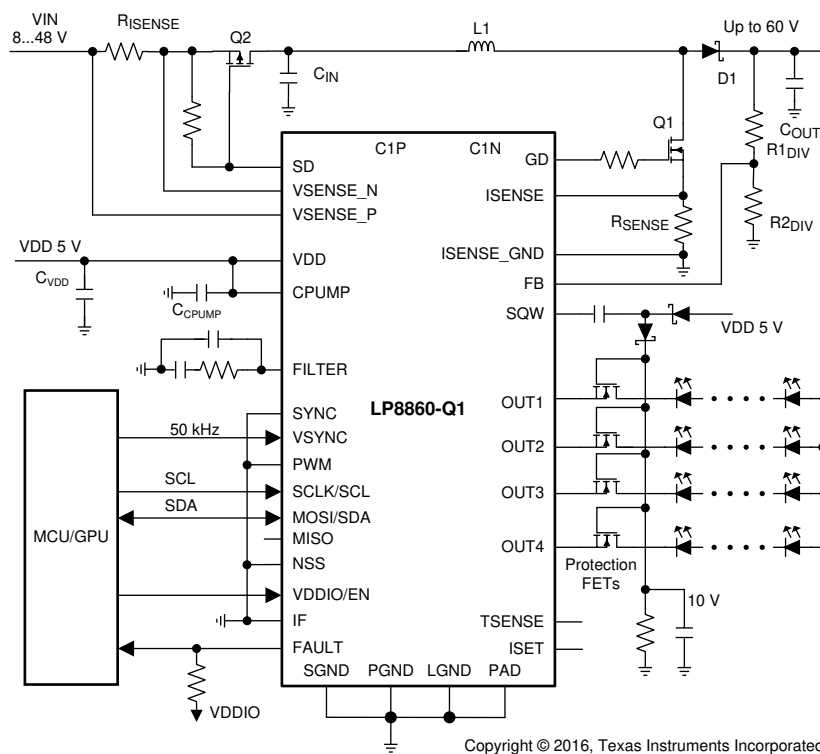 VIN
8...48 V
RISENSE
Q2
L1
Up to 60 V
CIN
D1
COUT
Q1
R1DIV
R2DIV
C1P
C1N
GD
SD
VSENSE_N
ISENSE
VSENSE_P
RSENSE
VDD 5 V
VDD
ISENSE_GND
CVDD
CPUMP
FB
CCPUMP
SQW
VDD 5 V
FILTER
LP8860-Q1
OUT1
SYNC
50 kHz
VSYNC
OUT2
PWM
SCL
SCLK/SCL
OUT3
SDA
MOSI/SDA
MCU/GPU
MISO
OUT4
NSS
Protection
FETs
VDDIO/EN
10 V
IF
TSENSE
FAULT
ISET
SGND
PGND
LGND
PAD
VDDIO
Copyright © 2016, Texas Instruments Incorporated